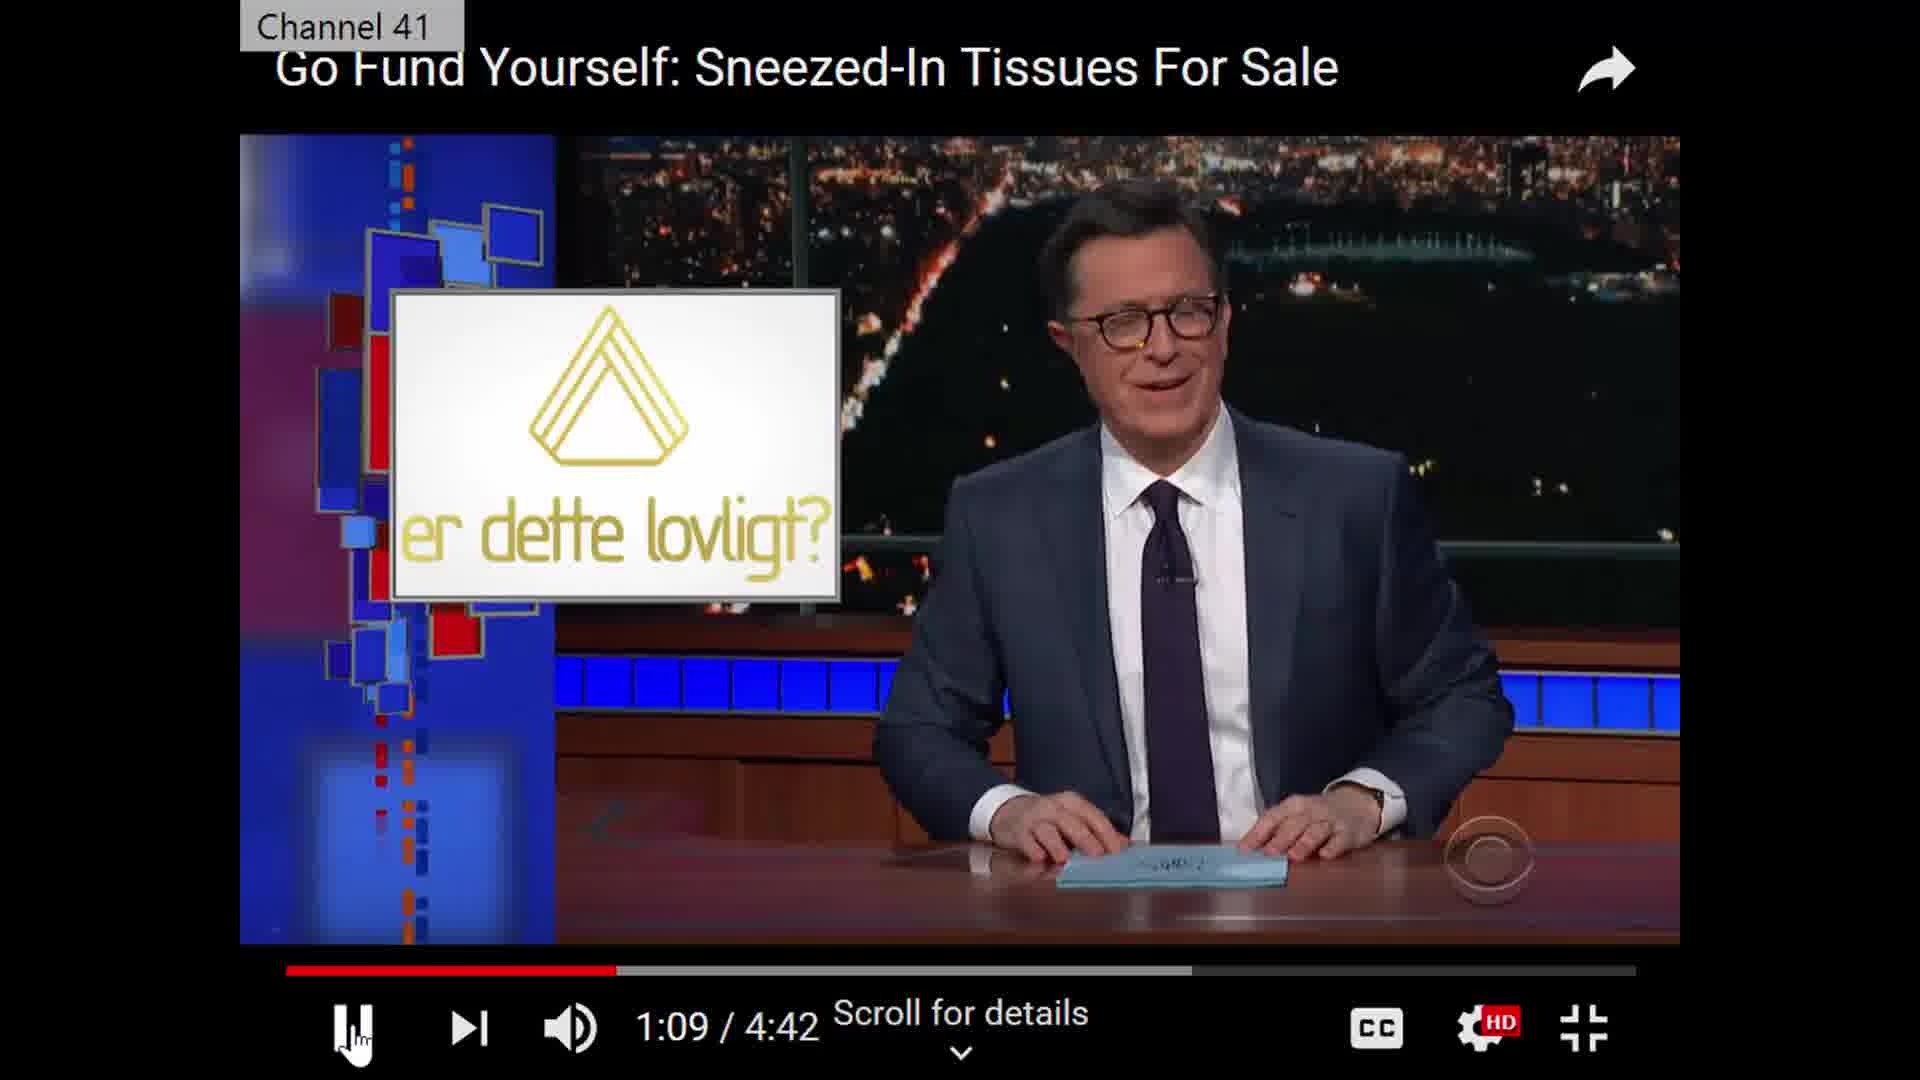 Channel 41
Go Fund Yourself: Sneezed-In Tissues For Sale
er dette lovligt?
1:09 / 4:42
Scroll for details
CC
HD